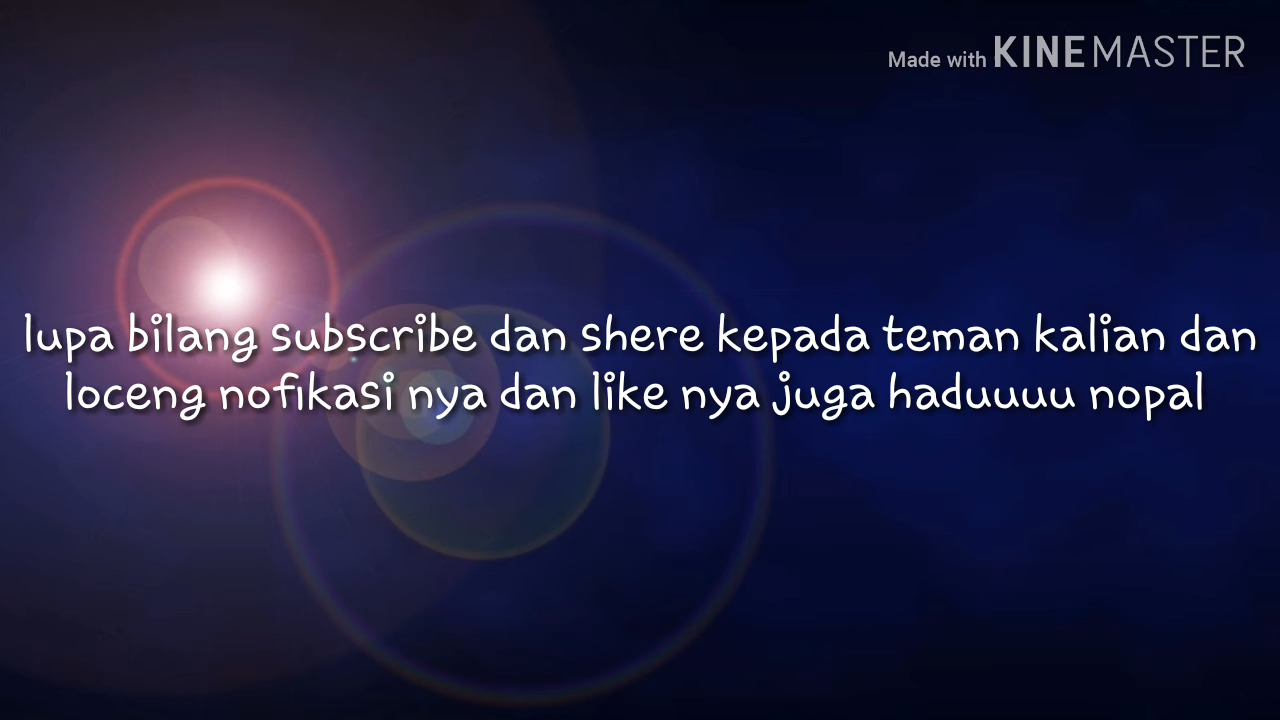 Made with KINEMASTER
lupa bilang subscribe dan shere kepada teman kalian dan
loceng nofikasi nya dan like nya juga haduuuu nopal